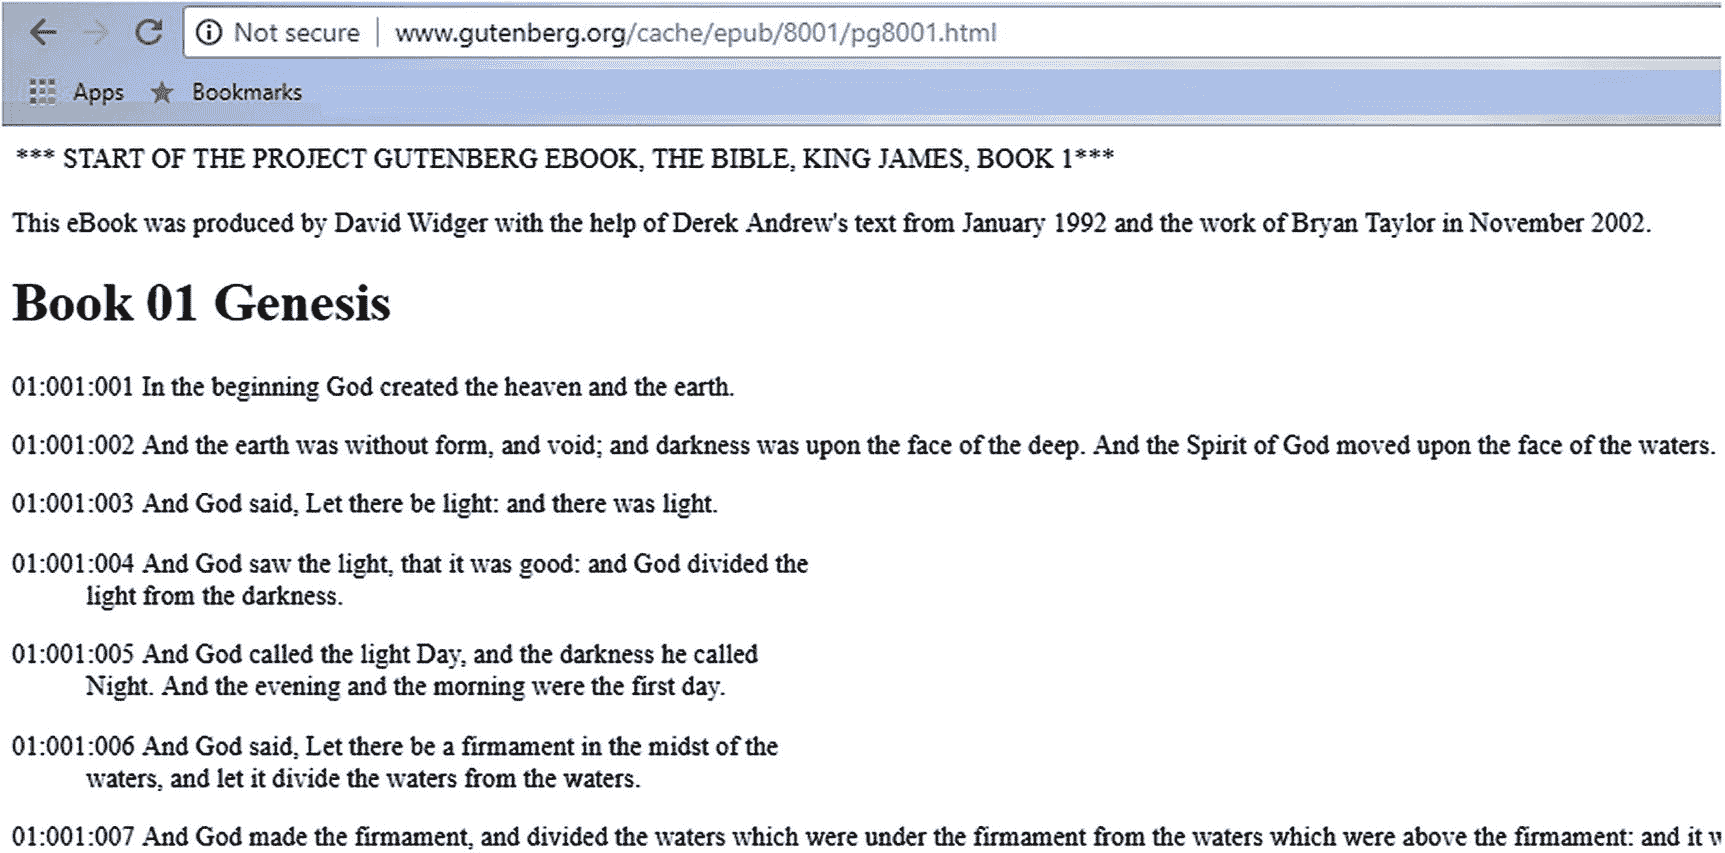 Not secure | www.gutenberg.org/cache/epub/8001/pg8001.html
Apps Bookmarks
*** START OF THE PROJECT GUTENBERG EBOOK, THE BIBLE, KING JAMES, BOOK 1***
This eBook was produced by David Widger with the help of Derek Andrew's text from January 1992 and the work of Bryan Taylor in November 2002.
Book 01 Genesis
01:001:001 In the beginning God created the heaven and the earth.
01:001:002 And the earth was without form, and void; and darkness was upon the face of the deep. And the Spirit of God moved upon the face of the waters.
01:001:003 And God said, Let there be light: and there was light.
01:001:004 And God saw the light, that it was good: and God divided the
light from the darkness.
01:001:005 And God called the light Day, and the darkness he called
Night. And the evening and the morning were the first day.
01:001:006 And God said, Let there be a firmament in the midst of the
waters, and let it divide the waters from the waters.
01:001:007 And God made the firmament, and divided the waters which were under the firmament from the waters which were above the firmament: and it